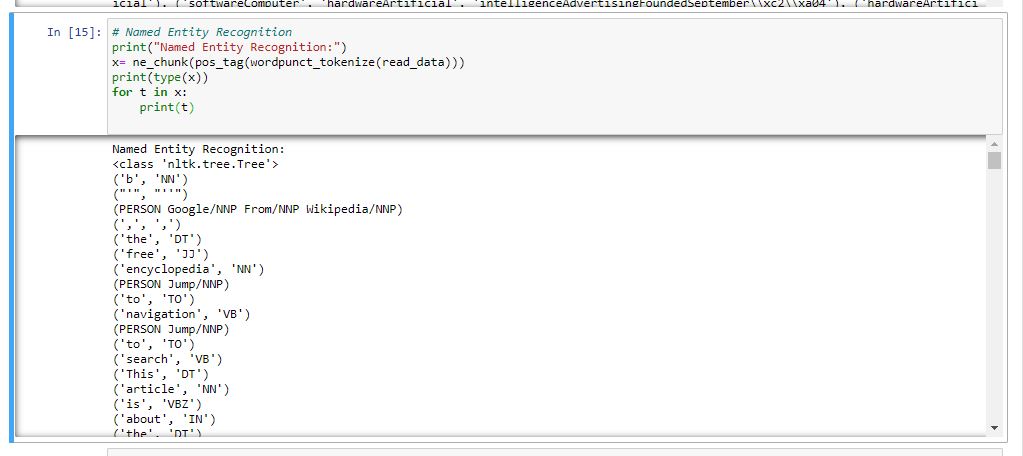 icial'), ('softwareComputer', 'hardwareArtificial', 'intelligenceAdvertisingFoundedSeptember\\xc2\\xa04'), ('hardwareArtifici
In [15]: # Named Entity Recognition
print("Named Entity Recognition:")
x= ne_chunk(pos_tag(wordpunct_tokenize(read_data)))
print(type(x))
for t in x:
    print(t)
Named Entity Recognition:
<class 'nltk.tree.Tree'>
('b', 'NN')
("'", "''")
(PERSON Google/NNP From/NNP Wikipedia/NNP)
(',', ',')
('the', 'DT')
('free', 'JJ')
('encyclopedia', 'NN')
(PERSON Jump/NNP)
('to', 'TO')
('navigation', 'VB')
(PERSON Jump/NNP)
('to', 'TO')
('search', 'VB')
('This', 'DT')
('article', 'NN')
('is', 'VBZ')
('about', 'IN')
('the', 'DT')